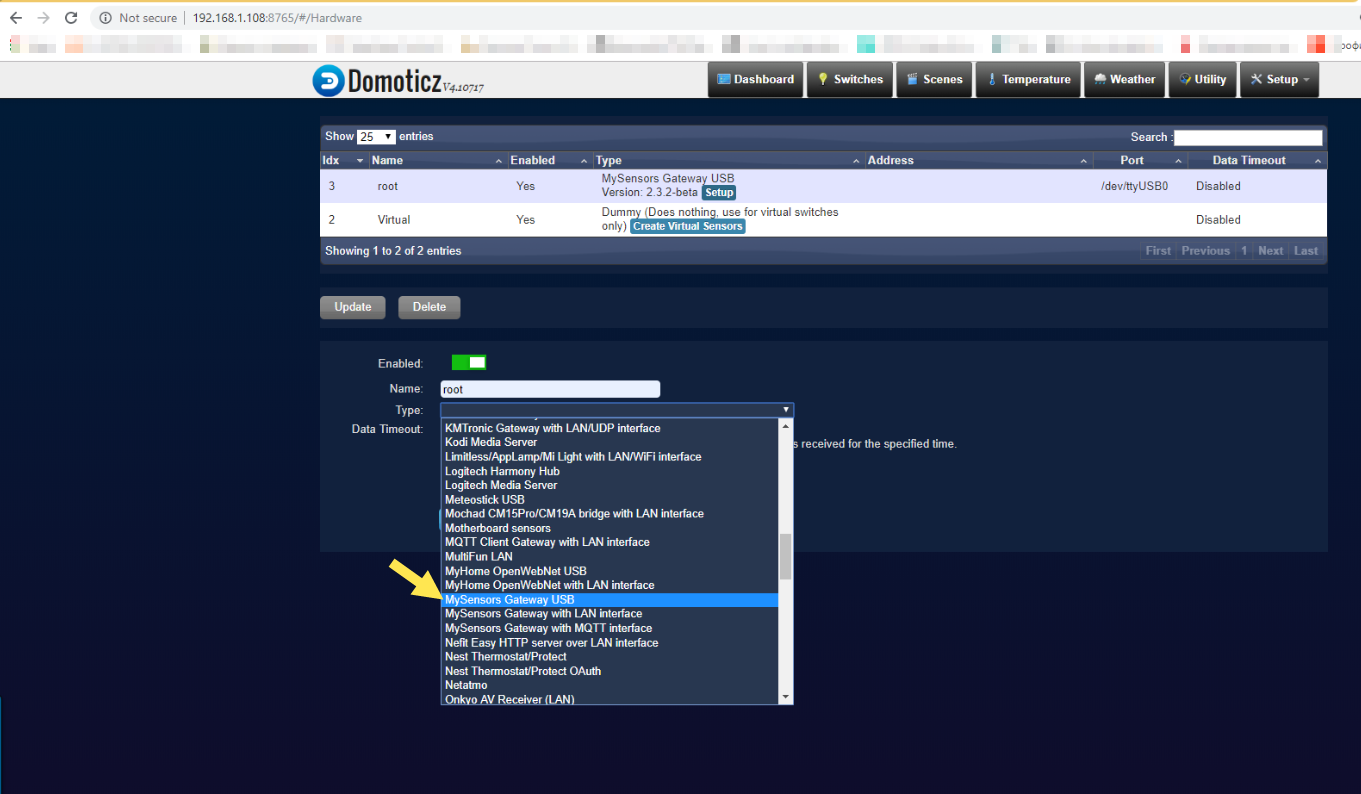 Not secure | 192.168.1.108:8765/#/Hardware
Domoticz V4.10717
Dashboard Switches Scenes Temperature Weather Utility Setup
Show 25 entries Search :
Idx Name Enabled Type Address Port Data Timeout
3 root Yes MySensors Gateway USB /dev/ttyUSB0 Disabled
Version: 2.3.2-beta Setup
2 Virtual Yes Dummy (Does nothing, use for virtual switches Disabled
only) Create Virtual Sensors
Showing 1 to 2 of 2 entries First Previous 1 Next Last
Update Delete
Enabled:
Name: root
Type:
Data Timeout:
KMTronic Gateway with LAN/UDP interface
Kodi Media Server
s received for the specified time.
Limitless/AppLamp/Mi Light with LAN/WiFi interface
Logitech Harmony Hub
Logitech Media Server
Meteostick USB
Mochad CM15Pro/CM19A bridge with LAN interface
Motherboard sensors
MQTT Client Gateway with LAN interface
MultiFun LAN
MyHome OpenWebNet USB
MyHome OpenWebNet with LAN interface
MySensors Gateway USB
MySensors Gateway with LAN interface
MySensors Gateway with MQTT interface
Nefit Easy HTTP server over LAN interface
Nest Thermostat/Protect
Nest Thermostat/Protect OAuth
Netatmo
Onkyo AV Receiver (LAN)